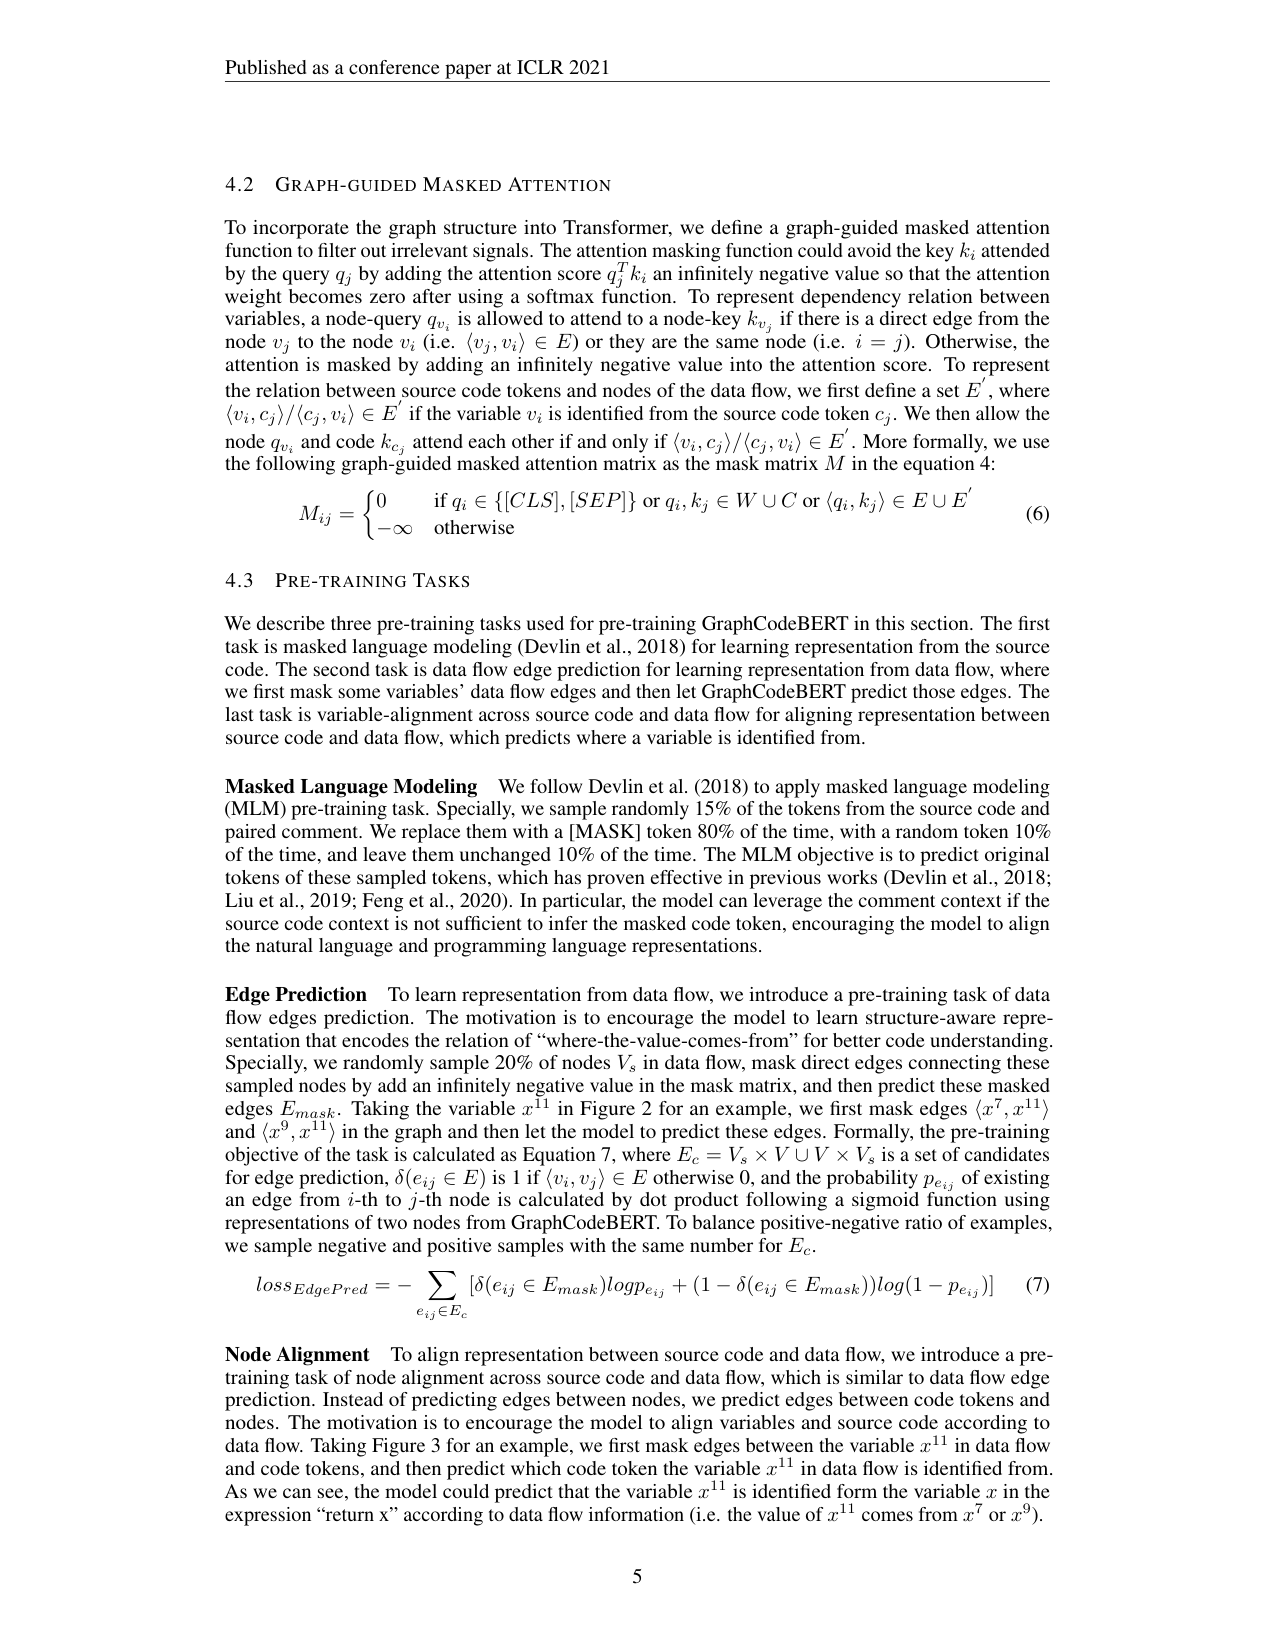 Published as a conference paper at ICLR 2021
4.2 GRAPH-GUIDED MASKED ATTENTION
To incorporate the graph structure into Transformer, we define a graph-guided masked attention
function to filter out irrelevant signals. The attention masking function could avoid the key k_i attended
by the query q_j by adding the attention score q_j^T k_i an infinitely negative value so that the attention
weight becomes zero after using a softmax function. To represent dependency relation between
variables, a node-query q_{v_i} is allowed to attend to a node-key k_{v_j} if there is a direct edge from the
node v_j to the node v_i (i.e. ⟨v_j, v_i⟩ ∈ E) or they are the same node (i.e. i = j). Otherwise, the
attention is masked by adding an infinitely negative value into the attention score. To represent
the relation between source code tokens and nodes of the data flow, we first define a set E′, where
⟨v_i, c_j⟩/⟨c_j, v_i⟩ ∈ E′ if the variable v_i is identified from the source code token c_j. We then allow the
node q_{v_i} and code k_{c_j} attend each other if and only if ⟨v_i, c_j⟩/⟨c_j, v_i⟩ ∈ E′. More formally, we use
the following graph-guided masked attention matrix as the mask matrix M in the equation 4:
M_{ij} = { 0 if q_i ∈ {[CLS], [SEP]} or q_i, k_j ∈ W ∪ C or ⟨q_i, k_j⟩ ∈ E ∪ E′
−∞ otherwise (6)
4.3 PRE-TRAINING TASKS
We describe three pre-training tasks used for pre-training GraphCodeBERT in this section. The first
task is masked language modeling (Devlin et al., 2018) for learning representation from the source
code. The second task is data flow edge prediction for learning representation from data flow, where
we first mask some variables' data flow edges and then let GraphCodeBERT predict those edges. The
last task is variable-alignment across source code and data flow for aligning representation between
source code and data flow, which predicts where a variable is identified from.
Masked Language Modeling We follow Devlin et al. (2018) to apply masked language modeling
(MLM) pre-training task. Specially, we sample randomly 15% of the tokens from the source code and
paired comment. We replace them with a [MASK] token 80% of the time, with a random token 10%
of the time, and leave them unchanged 10% of the time. The MLM objective is to predict original
tokens of these sampled tokens, which has proven effective in previous works (Devlin et al., 2018;
Liu et al., 2019; Feng et al., 2020). In particular, the model can leverage the comment context if the
source code context is not sufficient to infer the masked code token, encouraging the model to align
the natural language and programming language representations.
Edge Prediction To learn representation from data flow, we introduce a pre-training task of data
flow edges prediction. The motivation is to encourage the model to learn structure-aware repre-
sentation that encodes the relation of “where-the-value-comes-from” for better code understanding.
Specially, we randomly sample 20% of nodes V_s in data flow, mask direct edges connecting these
sampled nodes by add an infinitely negative value in the mask matrix, and then predict these masked
edges E_{mask}. Taking the variable x^{11} in Figure 2 for an example, we first mask edges ⟨x^7, x^{11}⟩
and ⟨x^9, x^{11}⟩ in the graph and then let the model to predict these edges. Formally, the pre-training
objective of the task is calculated as Equation 7, where E_c = V_s × V ∪ V × V_s is a set of candidates
for edge prediction, δ(e_{ij} ∈ E) is 1 if ⟨v_i, v_j⟩ ∈ E otherwise 0, and the probability p_{e_{ij}} of existing
an edge from i-th to j-th node is calculated by dot product following a sigmoid function using
representations of two nodes from GraphCodeBERT. To balance positive-negative ratio of examples,
we sample negative and positive samples with the same number for E_c.
loss_{EdgePred} = − ∑_{e_{ij}∈E_c} [δ(e_{ij} ∈ E_{mask})logp_{e_{ij}} + (1 − δ(e_{ij} ∈ E_{mask}))log(1 − p_{e_{ij}})] (7)
Node Alignment To align representation between source code and data flow, we introduce a pre-
training task of node alignment across source code and data flow, which is similar to data flow edge
prediction. Instead of predicting edges between nodes, we predict edges between code tokens and
nodes. The motivation is to encourage the model to align variables and source code according to
data flow. Taking Figure 3 for an example, we first mask edges between the variable x^{11} in data flow
and code tokens, and then predict which code token the variable x^{11} in data flow is identified from.
As we can see, the model could predict that the variable x^{11} is identified form the variable x in the
expression “return x” according to data flow information (i.e. the value of x^{11} comes from x^7 or x^9).
5